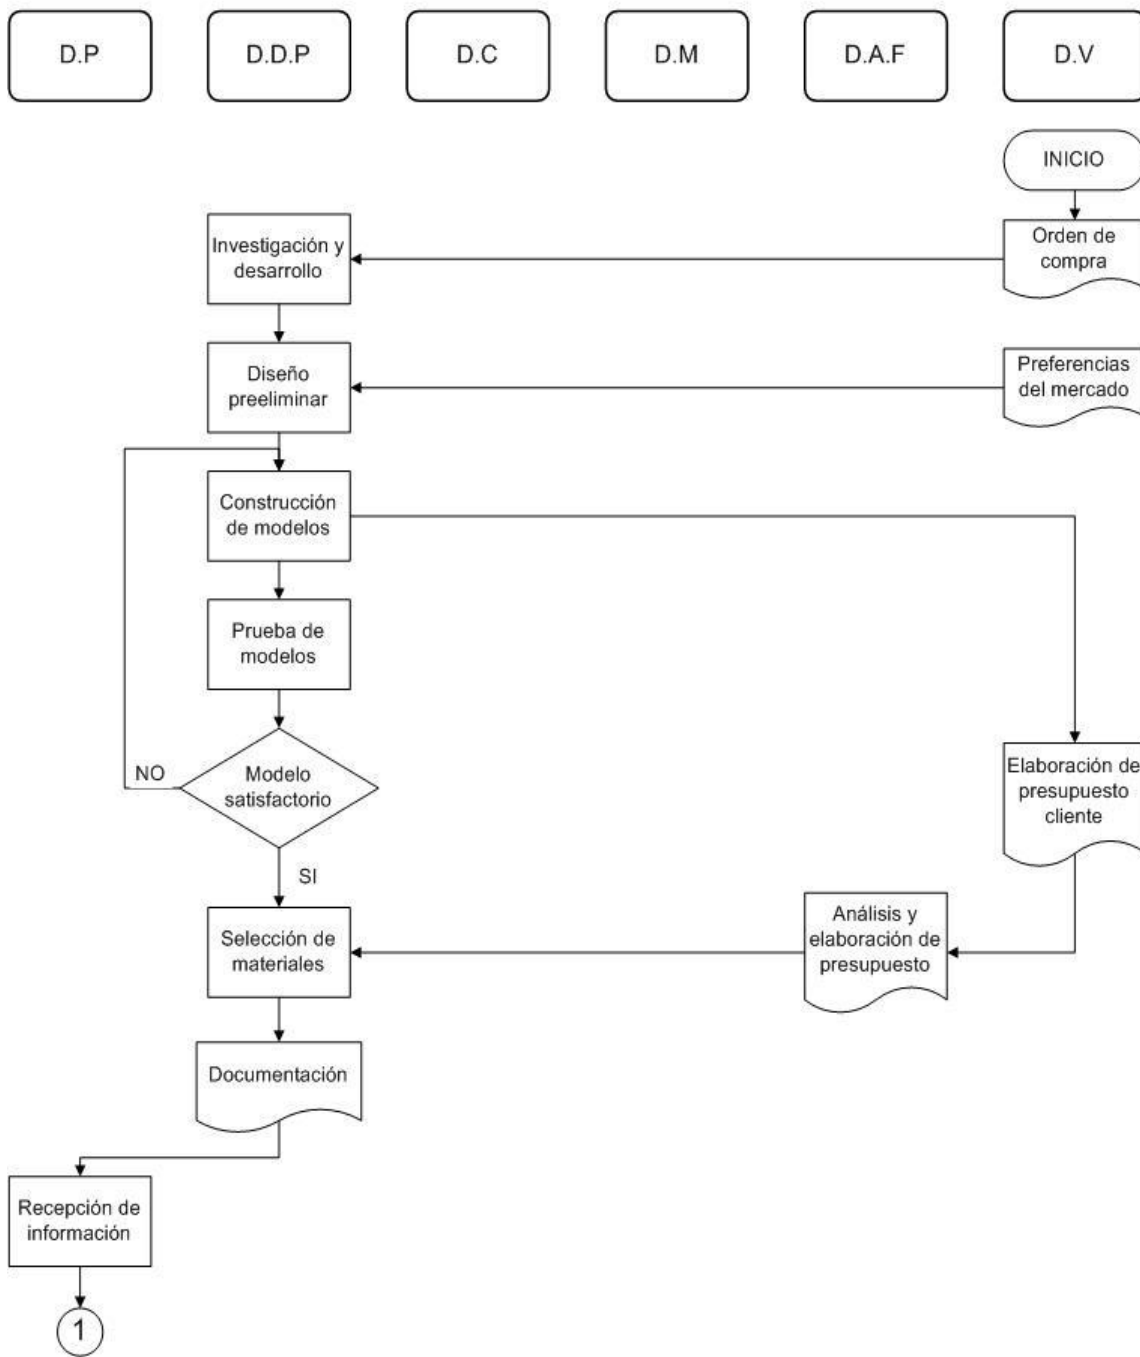 D.P
D.D.P
D.C
D.M
D.A.F
D.V
INICIO
Orden de
compra
Investigación y
desarrollo
Preferencias
del mercado
Diseño
preeliminar
Construcción
de modelos
Prueba de
modelos
Modelo
satisfactorio
NO
SI
Elaboración de
presupuesto
cliente
Análisis y
elaboración de
presupuesto
Selección de
materiales
Documentación
Recepción de
información
1